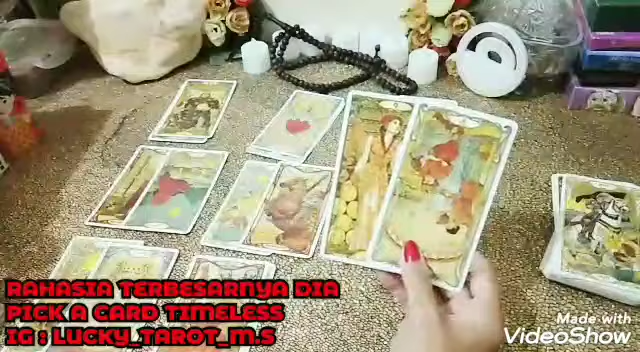 RAHASIA TERBESARNYA DIA
PICK A CARD TIMELESS
IG : LUCKY_TAROT_M.S
Made with
VideoShow